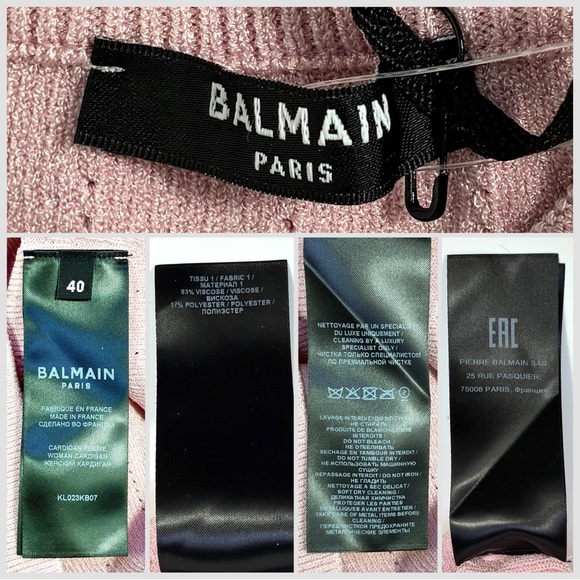 BALMAIN
PARIS
40
BALMAIN
PARIS
FABRIQUE EN FRANCE
MADE IN FRANCE
СДЕЛАНО ВО ФРАНЦИИ
CARDIGAN FEMME
WOMAN CARDIGAN
ЖЕНСКИЙ КАРДИГАН
KL023KB07
TISSU 1 / FABRIC 1 /
МАТЕРИАЛ 1
83% VISCOSE / VISCOSE /
ВИСКОЗА
17% POLYESTER / POLYESTER /
ПОЛИЭСТЕР
NETTOYAGE PAR UN SPECIALISTE
DU LUXE UNIQUEMENT /
CLEANING BY A LUXURY
SPECIALIST ONLY /
ЧИСТКА ТОЛЬКО СПЕЦИАЛИСТОМ
ПО ПРЕМИАЛЬНОЙ ЧИСТКЕ
LAVAGE INTERDIT / DO NOT WASH /
НЕ СТИРАТЬ
PRODUITS DE BLANCHIMENT
INTERDITS /
DO NOT BLEACH /
НЕ ОТБЕЛИВАТЬ
SECHAGE EN TAMBOUR INTERDIT /
DO NOT TUMBLE DRY /
НЕ ИСПОЛЬЗОВАТЬ МАШИННУЮ
СУШКУ
REPASSAGE INTERDIT / DO NOT IRON /
НЕ ГЛАДИТЬ
NETTOYAGE A SEC DELICAT /
SOFT DRY CLEANING /
ДЕЛИКАТНАЯ ХИМЧИСТКА
PROTEGER LES PARTIES
METALLIQUES AVANT ENTRETIEN /
TAKE CARE OF METAL ITEMS BEFORE
CLEANING /
ПЕРЕД ЧИСТКОЙ ПРЕДОХРАНИТЕ
МЕТАЛЛИЧЕСКИЕ ЭЛЕМЕНТЫ
EAC
PIERRE BALMAIN SAS
25 RUE PASQUIER,
75008 PARIS, Франция